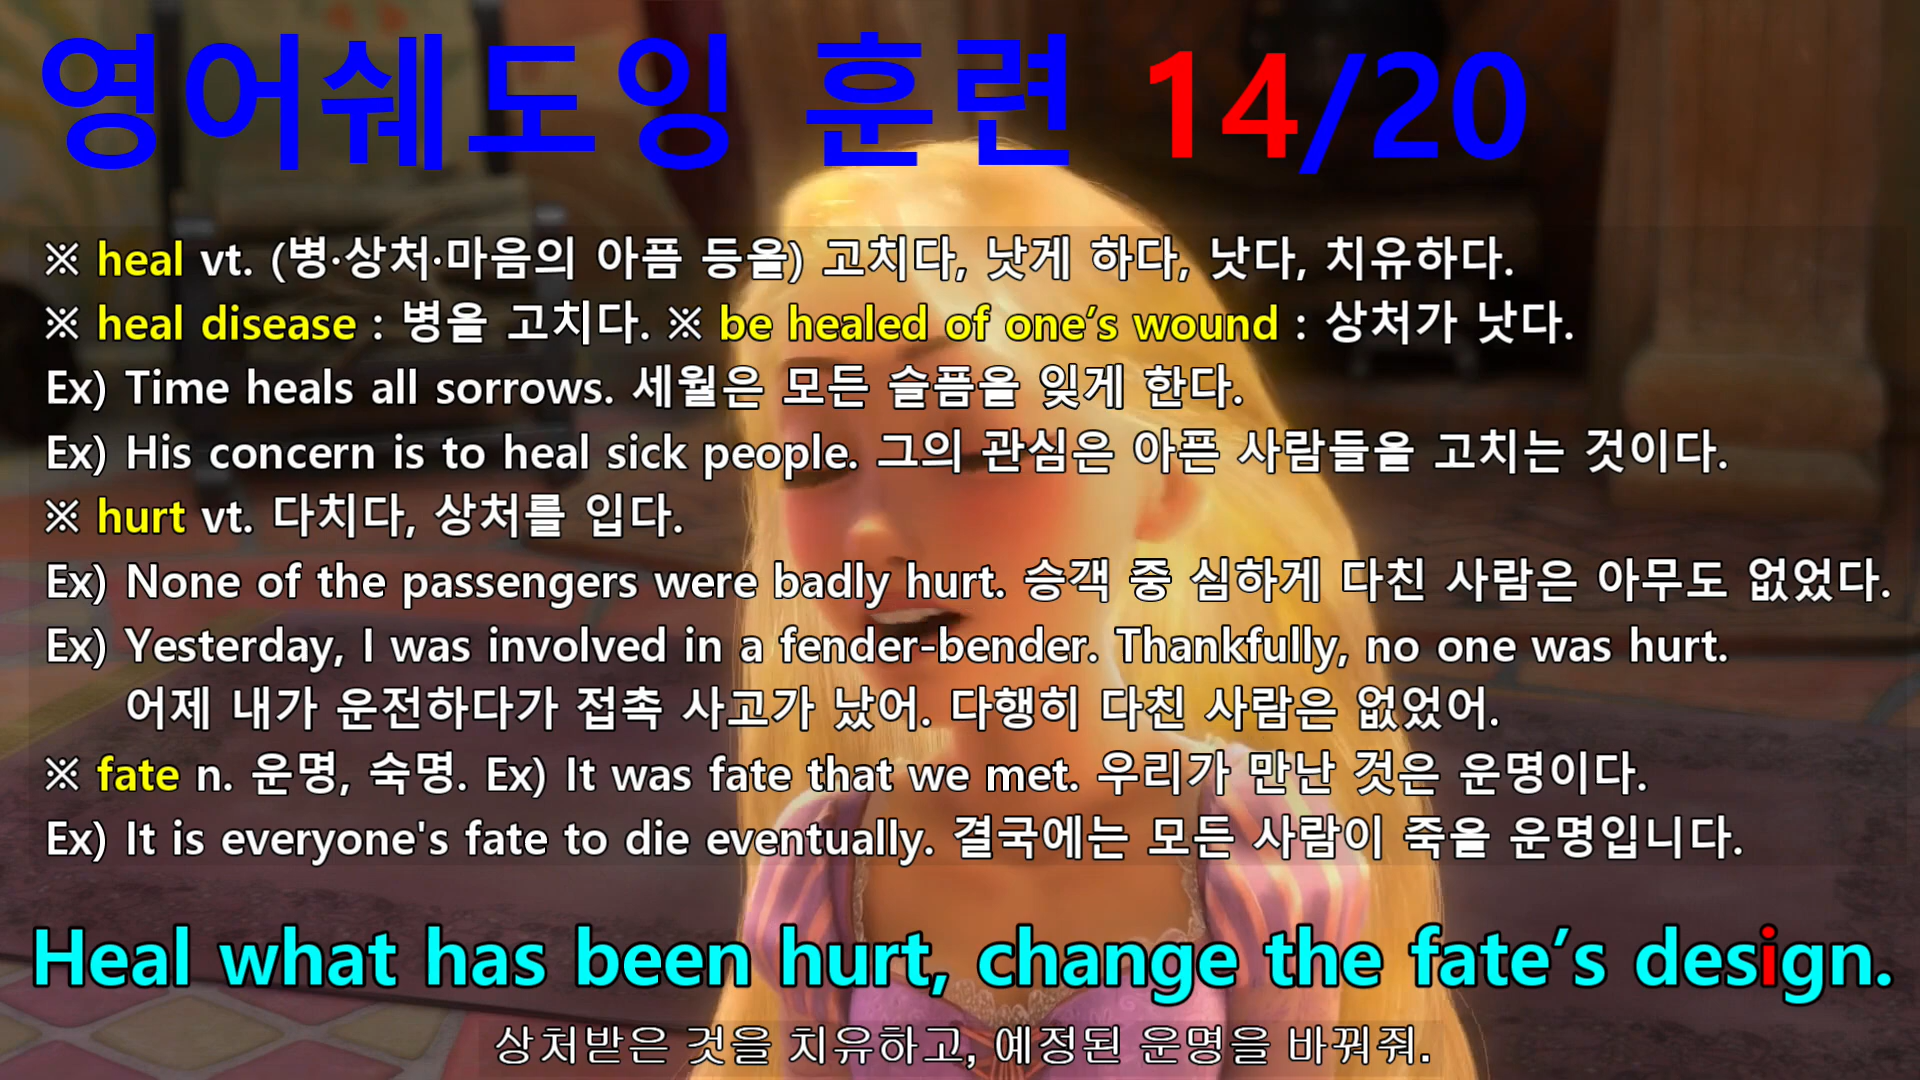 영어쉐도잉 훈련 14/20
※ heal vt. (병·상처·마음의 아픔 등을) 고치다, 낫게 하다, 낫다, 치유하다.
※ heal disease : 병을 고치다. ※ be healed of one’s wound : 상처가 낫다.
Ex) Time heals all sorrows. 세월은 모든 슬픔을 잊게 한다.
Ex) His concern is to heal sick people. 그의 관심은 아픈 사람들을 고치는 것이다.
※ hurt vt. 다치다, 상처를 입다.
Ex) None of the passengers were badly hurt. 승객 중 심하게 다친 사람은 아무도 없었다.
Ex) Yesterday, I was involved in a fender-bender. Thankfully, no one was hurt.
어제 내가 운전하다가 접촉 사고가 났어. 다행히 다친 사람은 없었어.
※ fate n. 운명, 숙명. Ex) It was fate that we met. 우리가 만난 것은 운명이다.
Ex) It is everyone's fate to die eventually. 결국에는 모든 사람이 죽을 운명입니다.
Heal what has been hurt, change the fate’s design.
상처받은 것을 치유하고, 예정된 운명을 바꿔줘.